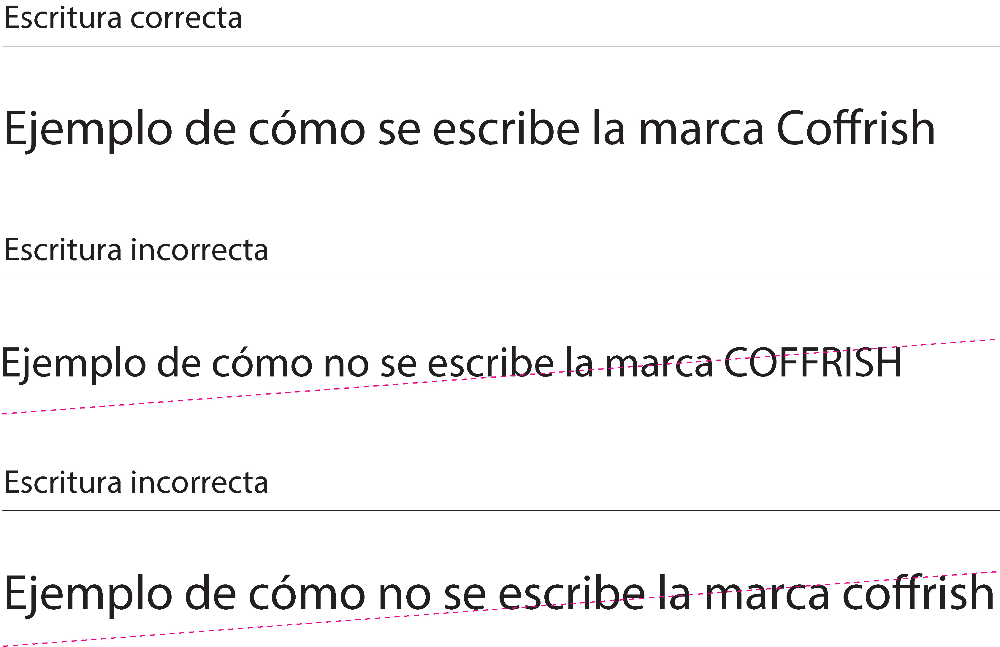 Escritura correcta
Ejemplo de cómo se escribe la marca Coffrish
Escritura incorrecta
Ejemplo de cómo no se escribe la marca COFFRISH
Escritura incorrecta
Ejemplo de cómo no se escribe la marca coffrish